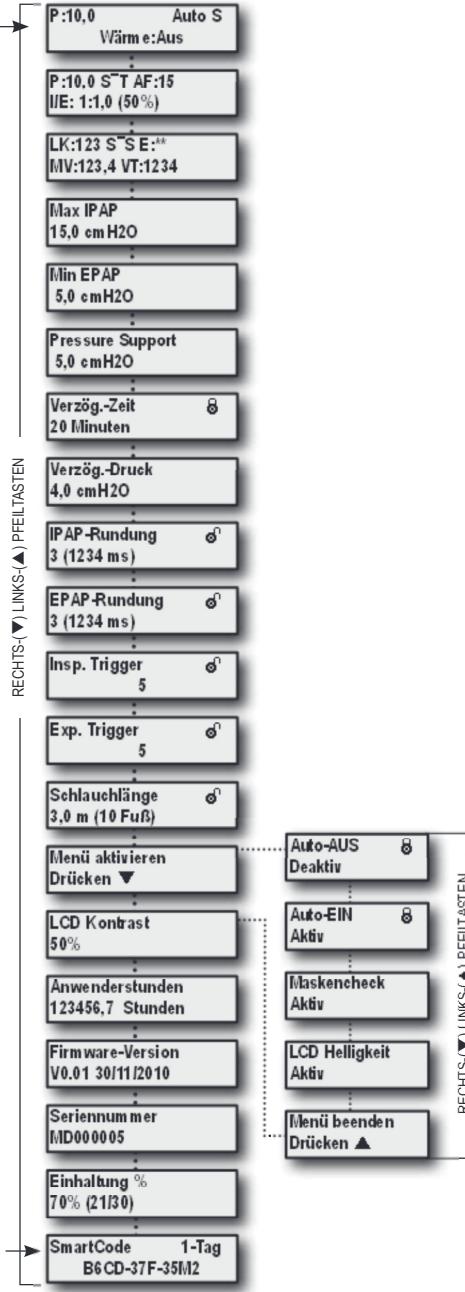 P:10,0 Auto S
Wärme:Aus
P:10,0 S¯T AF:15
I/E: 1:1,0 (50%)
LK:123 S¯S E:**
MV:123,4 VT:1234
Max IPAP
15,0 cmH2O
Min EPAP
5,0 cmH2O
Pressure Support
5,0 cmH2O
Verzög.-Zeit
20 Minuten
Verzög.-Druck
4,0 cmH2O
IPAP-Rundung
3 (1234 ms)
EPAP-Rundung
3 (1234 ms)
Insp. Trigger
5
Exp. Trigger
5
Schlauchlänge
3,0 m (10 Fuß)
Menü aktivieren
Drücken ▼
LCD Kontrast
50%
Anwenderstunden
123456,7 Stunden
Firmware-Version
V0.01 30/11/2010
Seriennummer
MD000005
Einhaltung %
70% (21/30)
SmartCode 1-Tag
B6CD-37F-35M2
RECHTS-(▼) LINKS-(▲) PFEILTASTEN
Auto-AUS
Deaktiv
Auto-EIN
Aktiv
Maskencheck
Aktiv
LCD Helligkeit
Aktiv
Menü beenden
Drücken ▲
RECHTS-(▼) LINKS-(▲) PFEILTASTEN